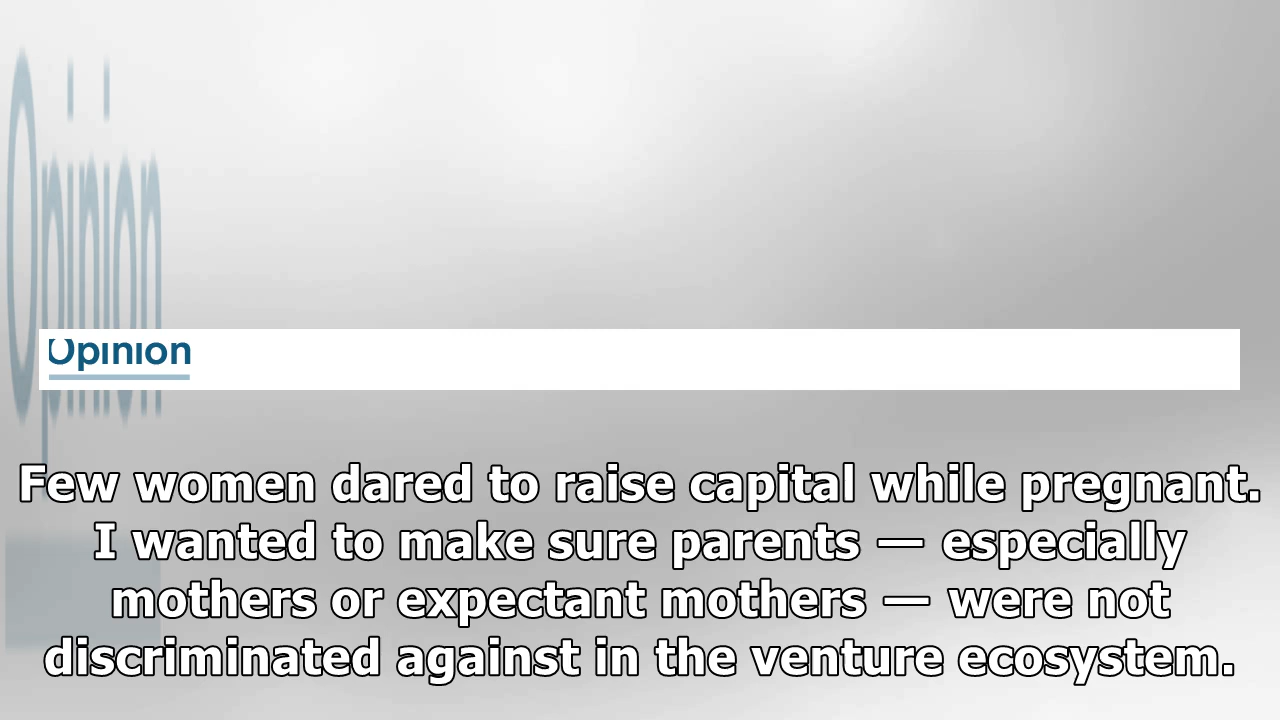 Opinion
Opinion
Few women dared to raise capital while pregnant.
I wanted to make sure parents — especially
mothers or expectant mothers — were not
discriminated against in the venture ecosystem.